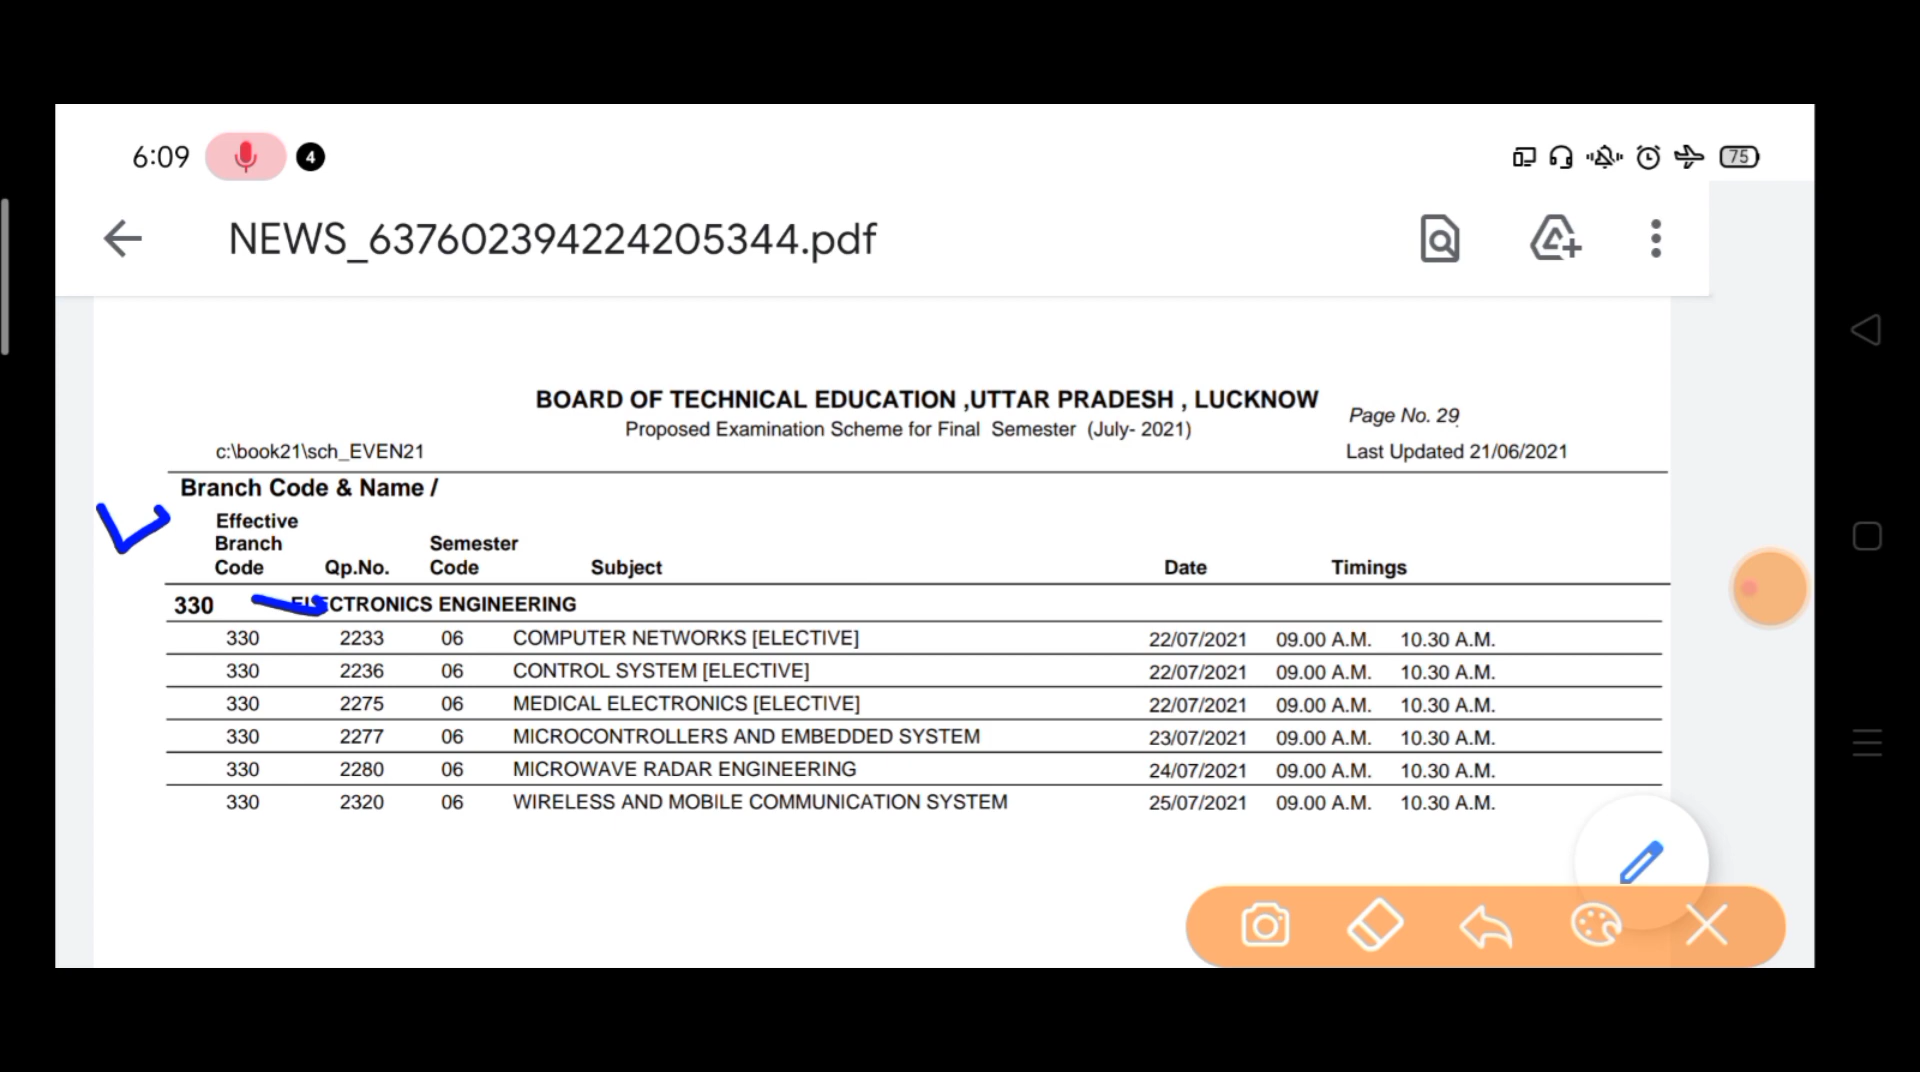 6:09 4 75
NEWS_637602394224205344.pdf
BOARD OF TECHNICAL EDUCATION ,UTTAR PRADESH , LUCKNOW
Page No. 29
Proposed Examination Scheme for Final Semester (July- 2021)
c:\book21\sch_EVEN21 Last Updated 21/06/2021
Branch Code & Name /
Effective
Branch Semester
Code Qp.No. Code Subject Date Timings
330 ELECTRONICS ENGINEERING
330 2233 06 COMPUTER NETWORKS [ELECTIVE] 22/07/2021 09.00 A.M. 10.30 A.M.
330 2236 06 CONTROL SYSTEM [ELECTIVE] 22/07/2021 09.00 A.M. 10.30 A.M.
330 2275 06 MEDICAL ELECTRONICS [ELECTIVE] 22/07/2021 09.00 A.M. 10.30 A.M.
330 2277 06 MICROCONTROLLERS AND EMBEDDED SYSTEM 23/07/2021 09.00 A.M. 10.30 A.M.
330 2280 06 MICROWAVE RADAR ENGINEERING 24/07/2021 09.00 A.M. 10.30 A.M.
330 2320 06 WIRELESS AND MOBILE COMMUNICATION SYSTEM 25/07/2021 09.00 A.M. 10.30 A.M.